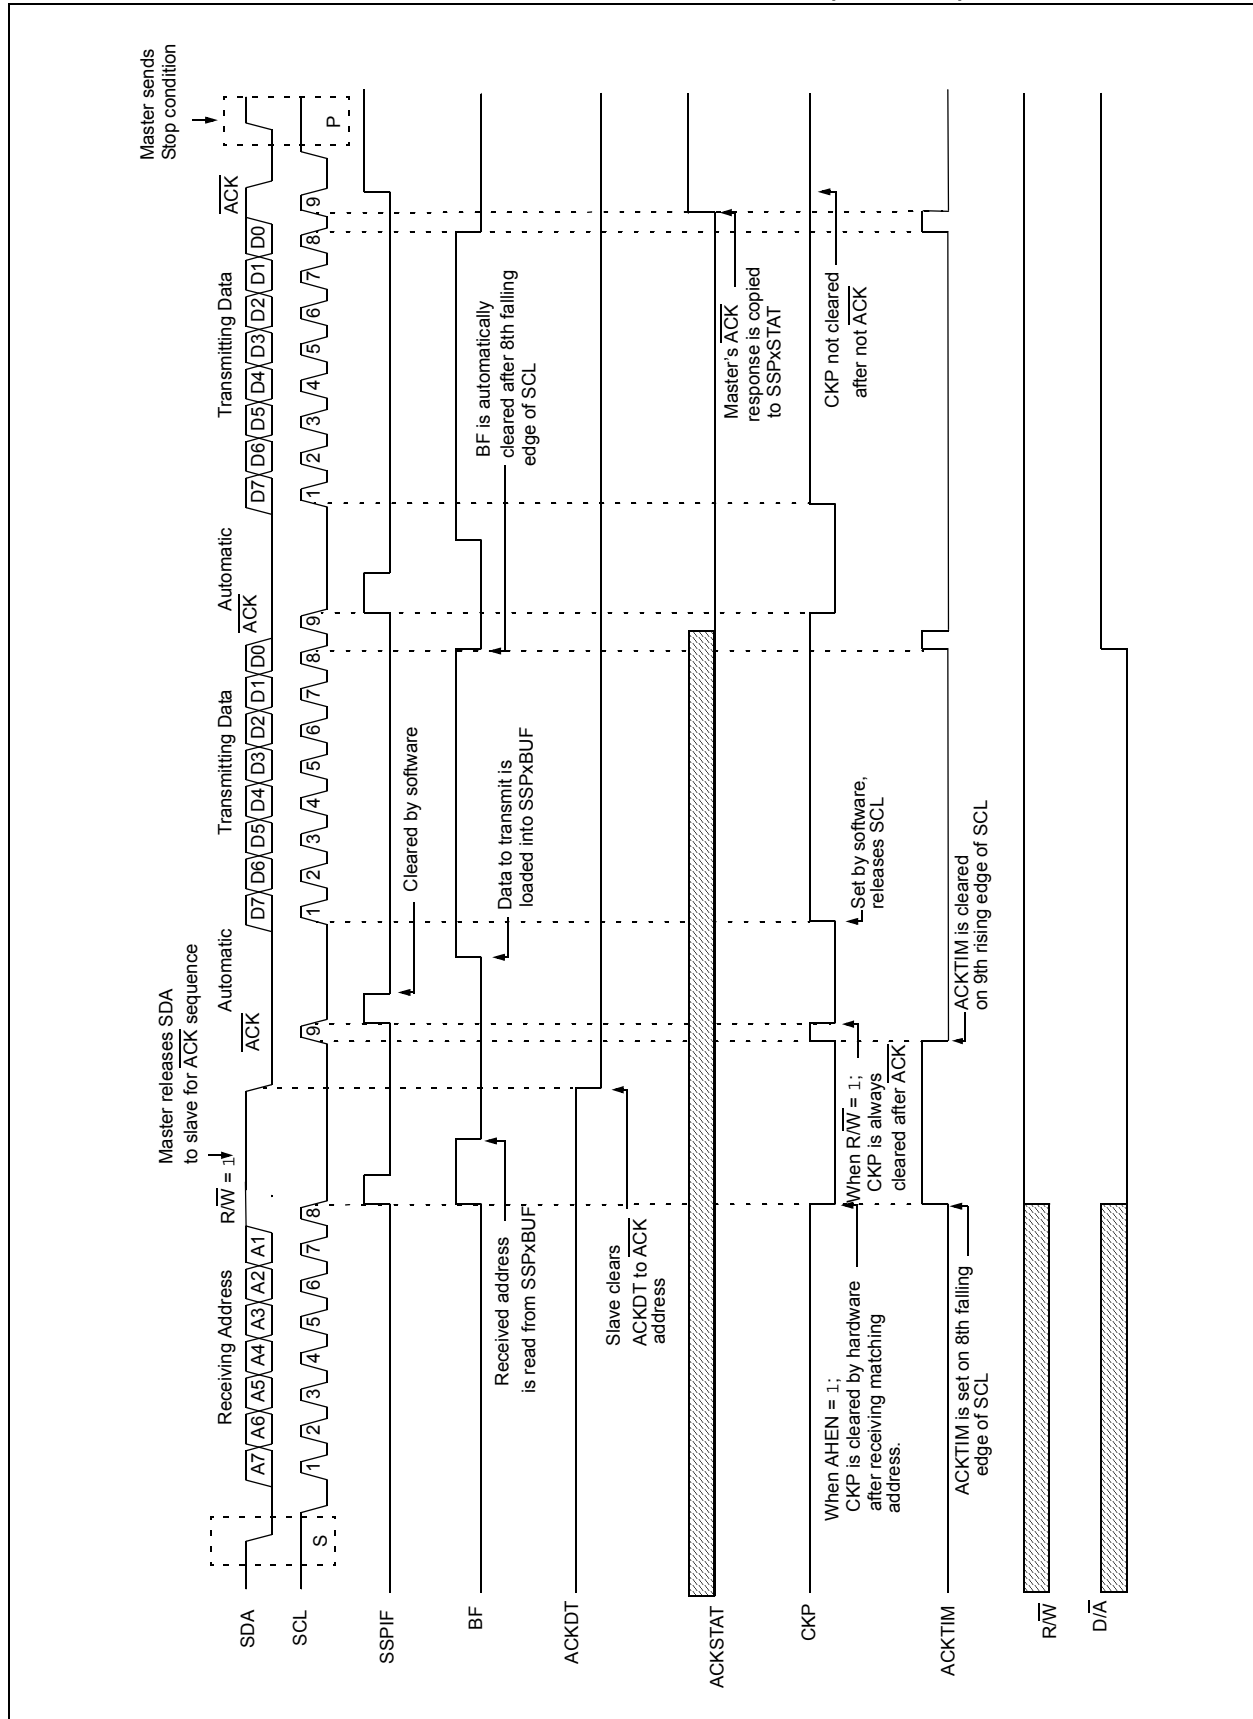 Master sends
Stop condition
Master releases SDA
to slave for ACK sequence
Receiving Address
R/W = 1
ACK
Automatic
Transmitting Data
ACK
Automatic
Transmitting Data
ACK
SDA
A7 A6 A5 A4 A3 A2 A1
D7 D6 D5 D4 D3 D2 D1 D0
D7 D6 D5 D4 D3 D2 D1 D0
SCL
S
1 2 3 4 5 6 7 8 9
1 2 3 4 5 6 7 8 9
1 2 3 4 5 6 7 8 9
P
SSPIF
Cleared by software
BF
Received address
is read from SSPxBUF
Data to transmit is
loaded into SSPxBUF
BF is automatically
cleared after 8th falling
edge of SCL
ACKDT
Slave clears
ACKDT to ACK
address
ACKSTAT
Master's ACK
response is copied
to SSPxSTAT
CKP
When AHEN = 1;
CKP is cleared by hardware
after receiving matching
address.
When R/W = 1;
CKP is always
cleared after ACK
Set by software,
releases SCL
CKP not cleared
after not ACK
ACKTIM
ACKTIM is set on 8th falling
edge of SCL
ACKTIM is cleared
on 9th rising edge of SCL
R/W
D/A